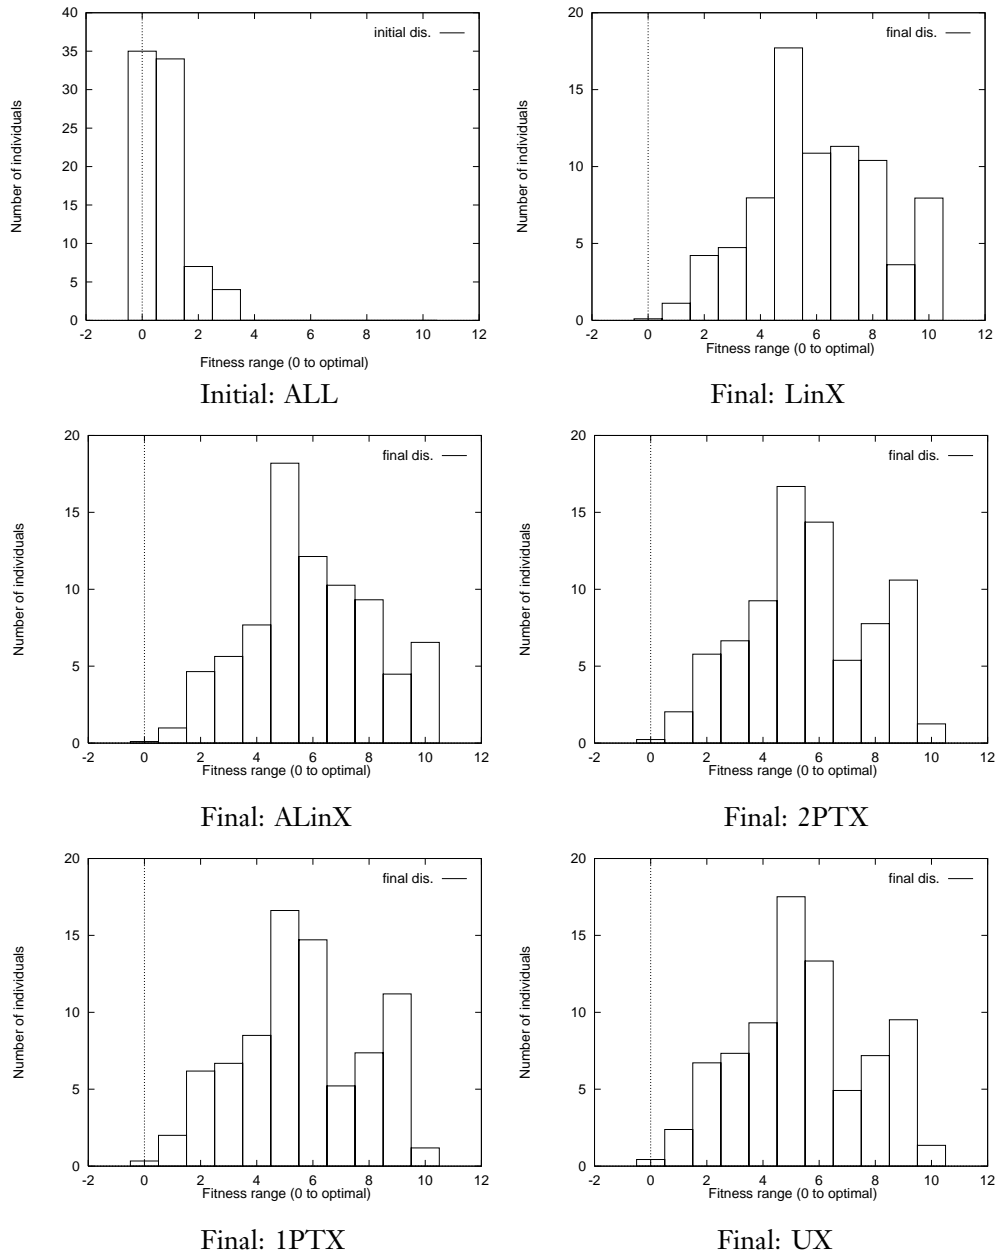 40
35
30
25
20
15
10
5
0
-2 0 2 4 6 8 10 12
Number of individuals
Fitness range (0 to optimal)
initial dis.
Initial: ALL
20
15
10
5
0
-2 0 2 4 6 8 10 12
Number of individuals
Fitness range (0 to optimal)
final dis.
Final: LinX
20
15
10
5
0
-2 0 2 4 6 8 10 12
Number of individuals
Fitness range (0 to optimal)
final dis.
Final: ALinX
20
15
10
5
0
-2 0 2 4 6 8 10 12
Number of individuals
Fitness range (0 to optimal)
final dis.
Final: 2PTX
20
15
10
5
0
-2 0 2 4 6 8 10 12
Number of individuals
Fitness range (0 to optimal)
final dis.
Final: 1PTX
20
15
10
5
0
-2 0 2 4 6 8 10 12
Number of individuals
Fitness range (0 to optimal)
final dis.
Final: UX